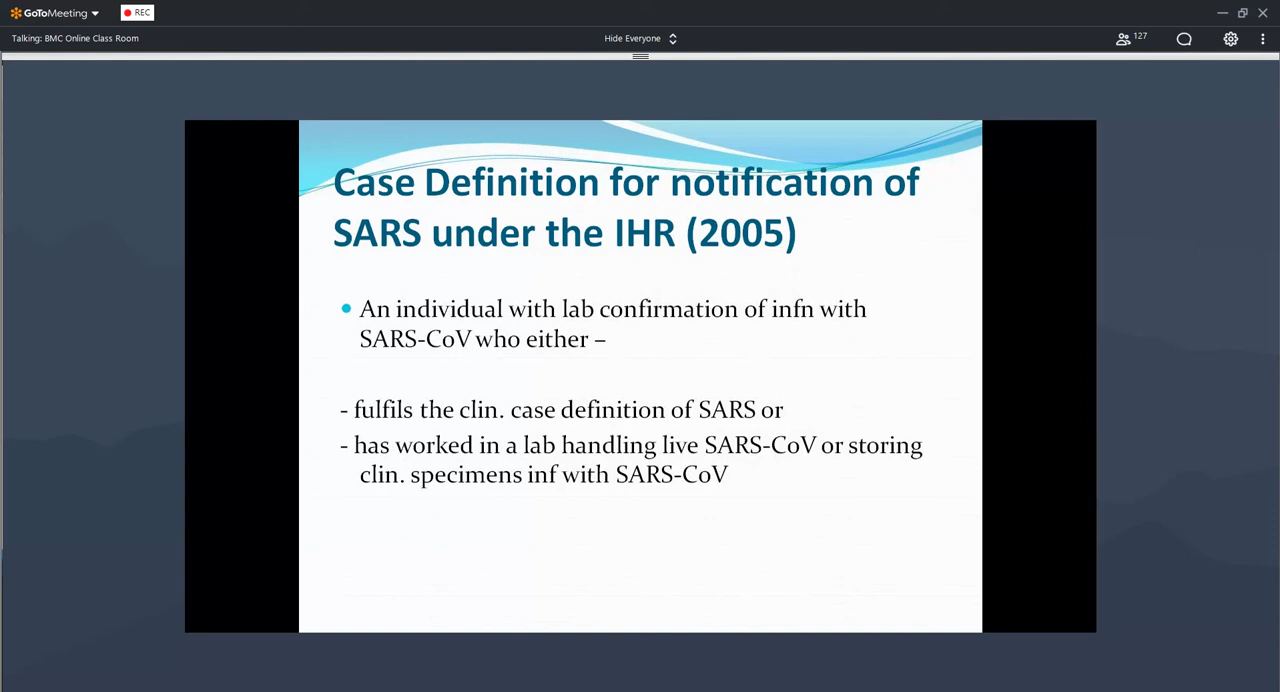 GoToMeeting
REC
Talking: BMC Online Class Room
Hide Everyone
127
Case Definition for notification of
SARS under the IHR (2005)
An individual with lab confirmation of infn with
SARS-CoV who either –
- fulfils the clin. case definition of SARS or
- has worked in a lab handling live SARS-CoV or storing
clin. specimens inf with SARS-CoV